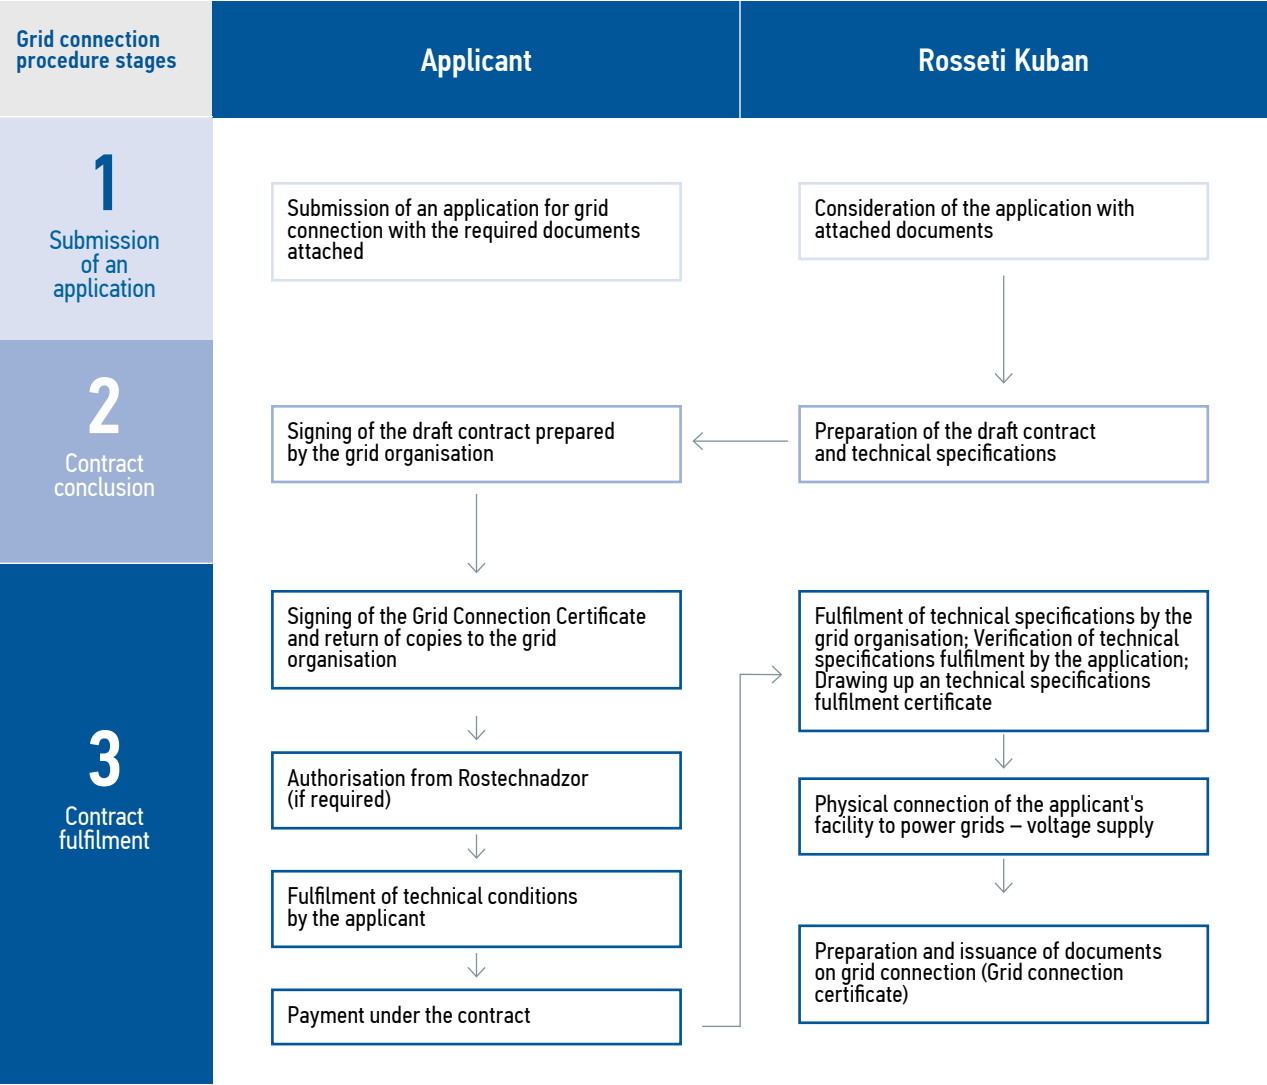 Grid connection
procedure stages
Applicant
Rosseti Kuban
1
Submission
of an
application
Submission of an application for grid
connection with the required documents
attached
Consideration of the application with
attached documents
2
Contract
conclusion
Signing of the draft contract prepared
by the grid organisation
Preparation of the draft contract
and technical specifications
3
Contract
fulfilment
Signing of the Grid Connection Certificate
and return of copies to the grid
organisation
Authorisation from Rostechnadzor
(if required)
Fulfilment of technical conditions
by the applicant
Payment under the contract
Fulfilment of technical specifications by the
grid organisation; Verification of technical
specifications fulfilment by the application;
Drawing up an technical specifications
fulfilment certificate
Physical connection of the applicant's
facility to power grids – voltage supply
Preparation and issuance of documents
on grid connection (Grid connection
certificate)